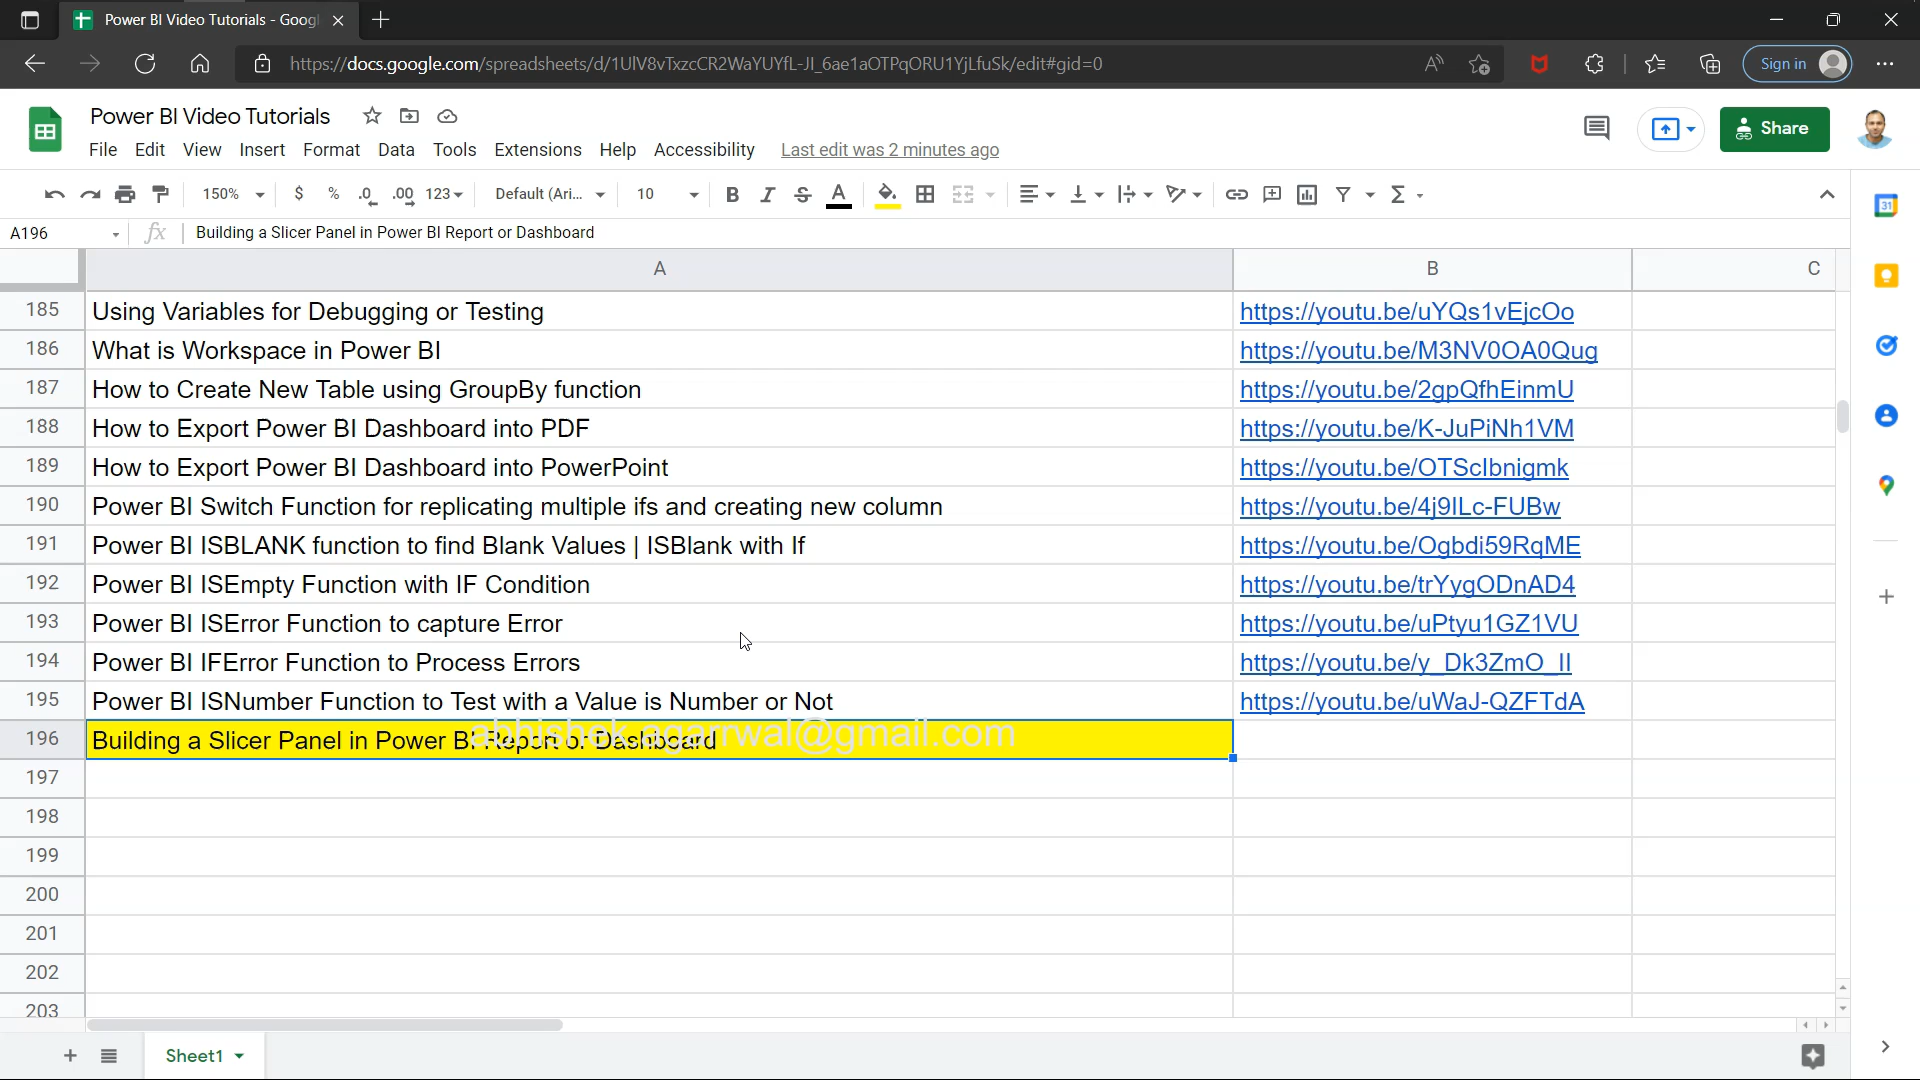 Power BI Video Tutorials - Googl
https://docs.google.com/spreadsheets/d/1UlV8vTxzcCR2WaYUYfL-JI_6ae1aOTPqORU1YjLfuSk/edit#gid=0
Sign in
Power BI Video Tutorials
Share
File Edit View Insert Format Data Tools Extensions Help Accessibility Last edit was 2 minutes ago
150% $ % .0 .00 123 Default (Ari... 10 B I S A Σ
31
A196 fx Building a Slicer Panel in Power BI Report or Dashboard
A B C
185 Using Variables for Debugging or Testing https://youtu.be/uYQs1vEjcOo
186 What is Workspace in Power BI https://youtu.be/M3NV0OA0Qug
187 How to Create New Table using GroupBy function https://youtu.be/2gpQfhEinmU
188 How to Export Power BI Dashboard into PDF https://youtu.be/K-JuPiNh1VM
189 How to Export Power BI Dashboard into PowerPoint https://youtu.be/OTSclbnigmk
190 Power BI Switch Function for replicating multiple ifs and creating new column https://youtu.be/4j9ILc-FUBw
191 Power BI ISBLANK function to find Blank Values | ISBlank with If https://youtu.be/Ogbdi59RqME
192 Power BI ISEmpty Function with IF Condition https://youtu.be/trYygODnAD4
193 Power BI ISError Function to capture Error https://youtu.be/uPtyu1GZ1VU
194 Power BI IFError Function to Process Errors https://youtu.be/y_Dk3ZmO_II
195 Power BI ISNumber Function to Test with a Value is Number or Not https://youtu.be/uWaJ-QZFTdA
196 Building a Slicer Panel in Power BI Report or Dashboard
abhishek.agarrwal@gmail.com
197
198
199
200
201
202
203
Sheet1